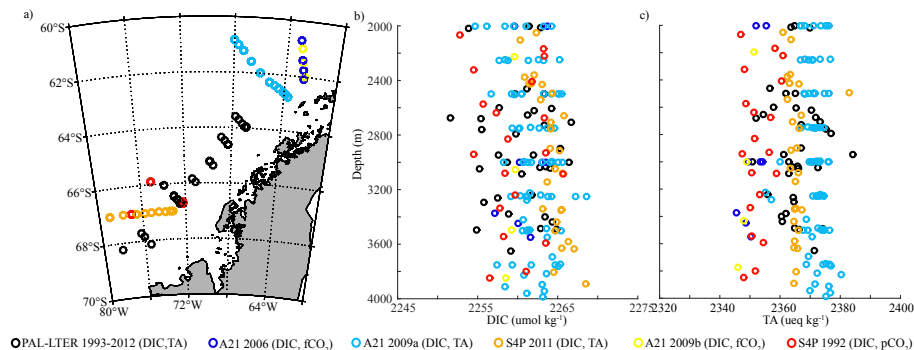 a)
60°S
62°S
64°S
66°S
68°S
70°S
80°W
72°W
64°W
b)
2000
2400
2800
3200
3600
4000
Depth (m)
2245
2255
2265
2275
DIC (umol kg⁻¹)
c)
2320
2340
2360
2380
2400
TA (ueq kg⁻¹)
PAL-LTER 1993-2012 (DIC,TA)
A21 2006 (DIC, fCO₂)
A21 2009a (DIC, TA)
S4P 2011 (DIC, TA)
A21 2009b (DIC, fCO₂)
S4P 1992 (DIC, pCO₂)